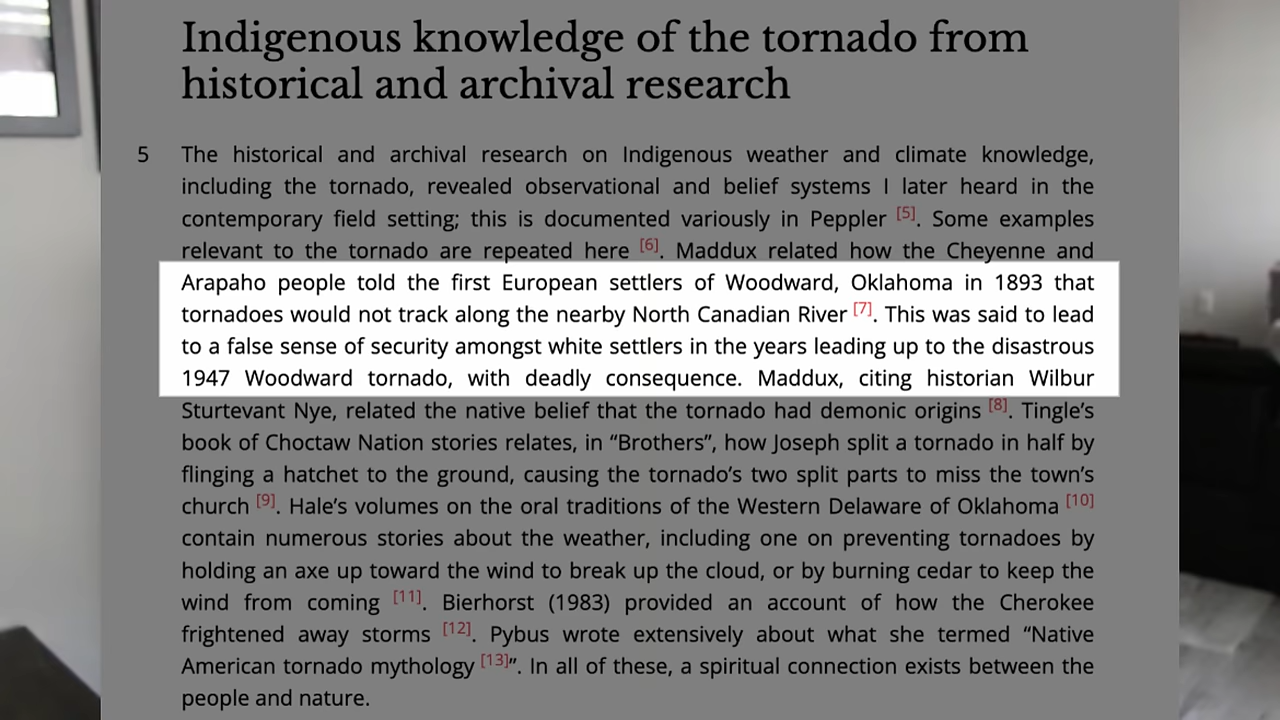 Indigenous knowledge of the tornado from
historical and archival research
5 The historical and archival research on Indigenous weather and climate knowledge,
including the tornado, revealed observational and belief systems I later heard in the
contemporary field setting; this is documented variously in Peppler [5]. Some examples
relevant to the tornado are repeated here [6]. Maddux related how the Cheyenne and
Arapaho people told the first European settlers of Woodward, Oklahoma in 1893 that
tornadoes would not track along the nearby North Canadian River [7]. This was said to lead
to a false sense of security amongst white settlers in the years leading up to the disastrous
1947 Woodward tornado, with deadly consequence. Maddux, citing historian Wilbur
Sturtevant Nye, related the native belief that the tornado had demonic origins [8]. Tingle’s
book of Choctaw Nation stories relates, in “Brothers”, how Joseph split a tornado in half by
flinging a hatchet to the ground, causing the tornado’s two split parts to miss the town’s
church [9]. Hale’s volumes on the oral traditions of the Western Delaware of Oklahoma [10]
contain numerous stories about the weather, including one on preventing tornadoes by
holding an axe up toward the wind to break up the cloud, or by burning cedar to keep the
wind from coming [11]. Bierhorst (1983) provided an account of how the Cherokee
frightened away storms [12]. Pybus wrote extensively about what she termed “Native
American tornado mythology [13]”. In all of these, a spiritual connection exists between the
people and nature.